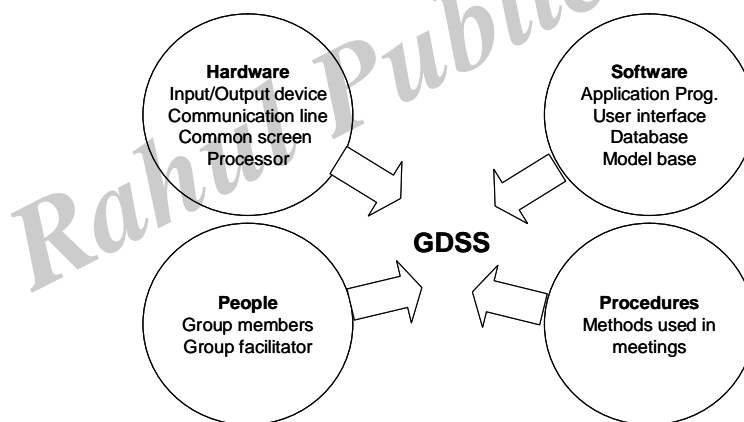 Hardware
Input/Output device
Communication line
Common screen
Processor
Software
Application Prog.
User interface
Database
Model base
GDSS
People
Group members
Group facilitator
Procedures
Methods used in
meetings
Rahul